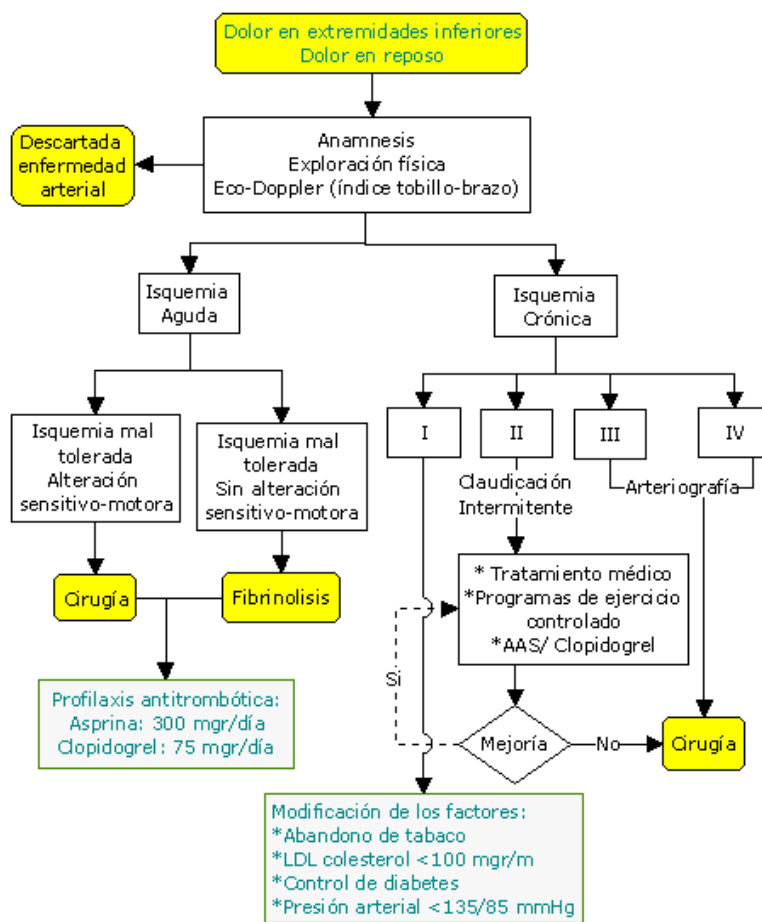 Dolor en extremidades inferiores
Dolor en reposo
Descartada
enfermedad
arterial
Anamnesis
Exploración física
Eco-Doppler (índice tobillo-brazo)
Isquemia
Aguda
Isquemia
Crónica
Isquemia mal
tolerada
Alteración
sensitivo-motora
Isquemia mal
tolerada
Sin alteración
sensitivo-motora
I
II
III
IV
Claudicación
Intermitente
Arteriografía
Cirugía
Fibrinolisis
* Tratamiento médico
*Programas de ejercicio
controlado
*AAS/ Clopidogrel
Si
Profilaxis antitrombótica:
Asprina: 300 mgr/día
Clopidogrel: 75 mgr/día
Mejoría
No
Cirugía
Modificación de los factores:
*Abandono de tabaco
*LDL colesterol <100 mgr/m
*Control de diabetes
*Presión arterial <135/85 mmHg